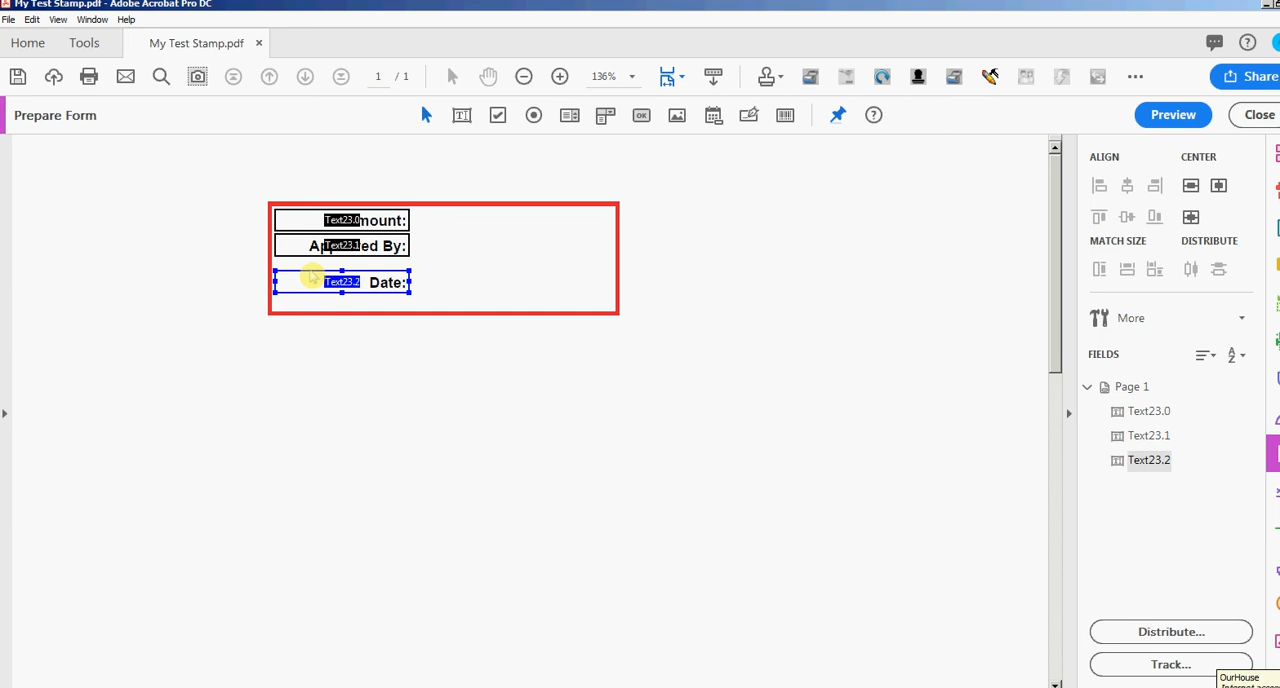 My Test Stamp.pdf - Adobe Acrobat Pro DC
File Edit View Window Help
Home Tools My Test Stamp.pdf ×
1 / 1 136% Share
Prepare Form Preview Close
ALIGN CENTER
MATCH SIZE DISTRIBUTE
More
FIELDS
Page 1
Text23.0
Text23.1
Text23.2
Text23.0 mount:
Text23.1 ed By:
Text23.2 Date:
Distribute...
Track...
OurHouse